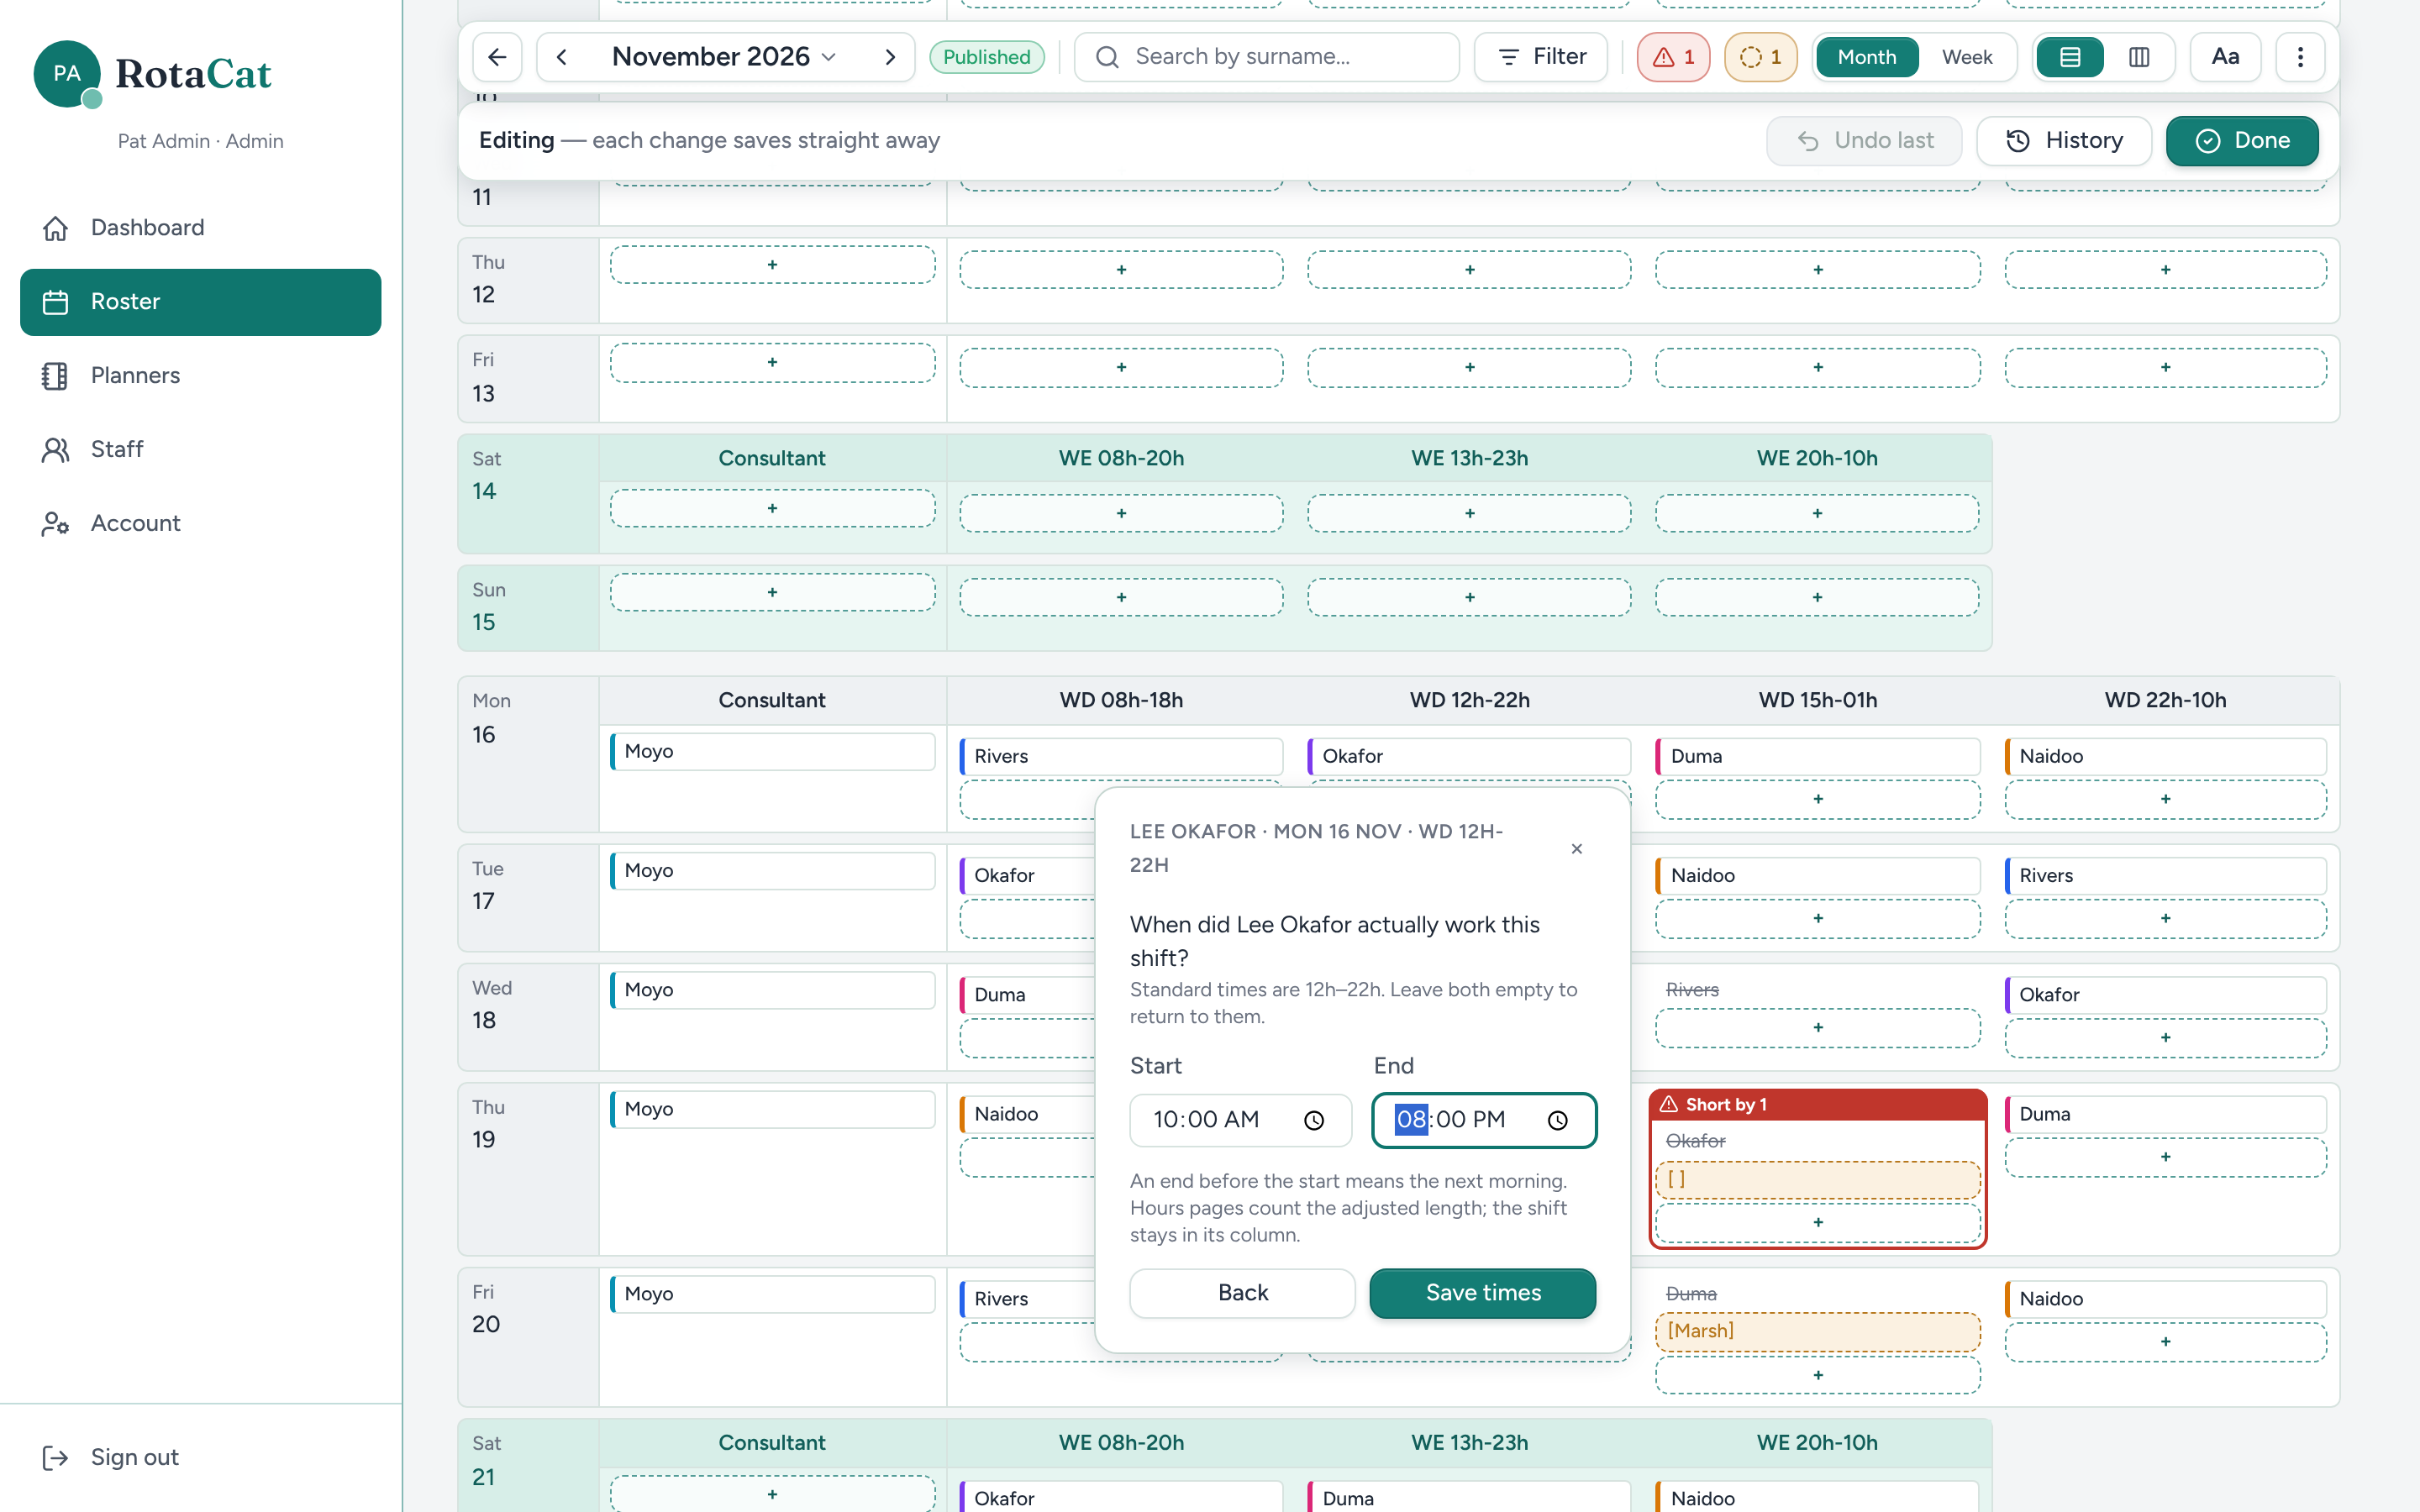 PA
RotaCat
Pat Admin · Admin
Dashboard
Roster
Planners
Staff
Account
Sign out
November 2026
Published
Search by surname...
Filter
1
1
Month
Week
Aa
10
Editing — each change saves straight away
Undo last
History
Done
11
Thu
12
+ + + + +
Fri
13
+ + + + +
Sat
14
Consultant WE 08h-20h WE 13h-23h WE 20h-10h
+ + + +
Sun
15
+ + + +
Mon
16
Consultant WD 08h-18h WD 12h-22h WD 15h-01h WD 22h-10h
Moyo Rivers Okafor Duma Naidoo
+ +
Tue
17
Moyo Okafor Naidoo Rivers
+ +
Wed
18
Moyo Duma Rivers Okafor
+ +
Thu
19
Moyo Naidoo
Short by 1
Okafor
[ ]
+
Duma
+
Fri
20
Moyo Rivers Duma Naidoo
[Marsh]
+ +
Sat
21
Consultant WE 08h-20h WE 13h-23h WE 20h-10h
+ Okafor Duma Naidoo
LEE OKAFOR · MON 16 NOV · WD 12H-
22H
×
When did Lee Okafor actually work this
shift?
Standard times are 12h–22h. Leave both empty to
return to them.
Start End
10:00 AM 08:00 PM
An end before the start means the next morning.
Hours pages count the adjusted length; the shift
stays in its column.
Back Save times